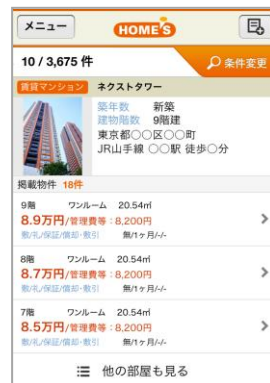 メニュー
HOME'S
10 / 3,675 件
条件変更
賃貸マンション ネクストタワー
築年数 新築
建物階数 9階建
東京都○○区○○町
JR山手線 ○○駅 徒歩○分
掲載物件 18件
9階 ワンルーム 20.54㎡
8.9万円/管理費等：8,200円
敷/礼/保証/償却・敷引 無/1ヶ月/-/-
8階 ワンルーム 20.54㎡
8.7万円/管理費等：8,200円
敷/礼/保証/償却・敷引 無/1ヶ月/-/-
7階 ワンルーム 20.54㎡
8.5万円/管理費等：8,200円
敷/礼/保証/償却・敷引 無/1ヶ月/-/-
他の部屋も見る